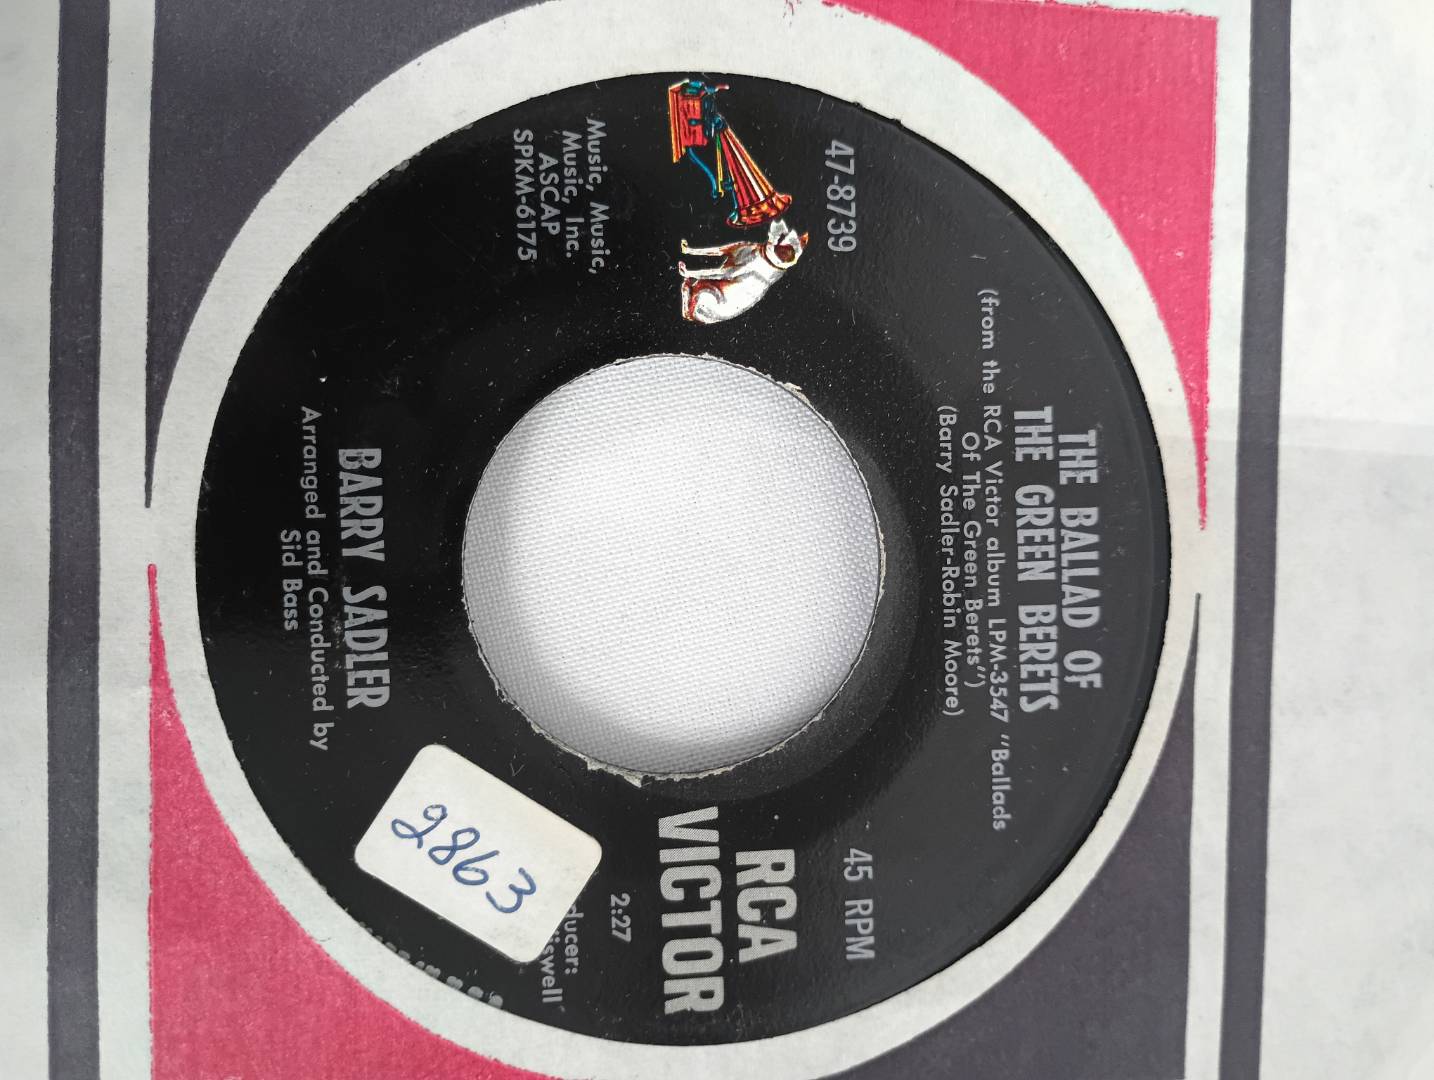 THE BALLAD OF
THE GREEN BERETS
(from the RCA Victor album LPM-3547 "Ballads
Of The Green Berets")
(Barry Sadler-Robin Moore)
47-8739
45 RPM
RCA
VICTOR
Music, Music,
Music, Inc.
ASCAP
SPKM-6175
2:27
ducer:
iswell
2863
BARRY SADLER
Arranged and Conducted by
Sid Bass